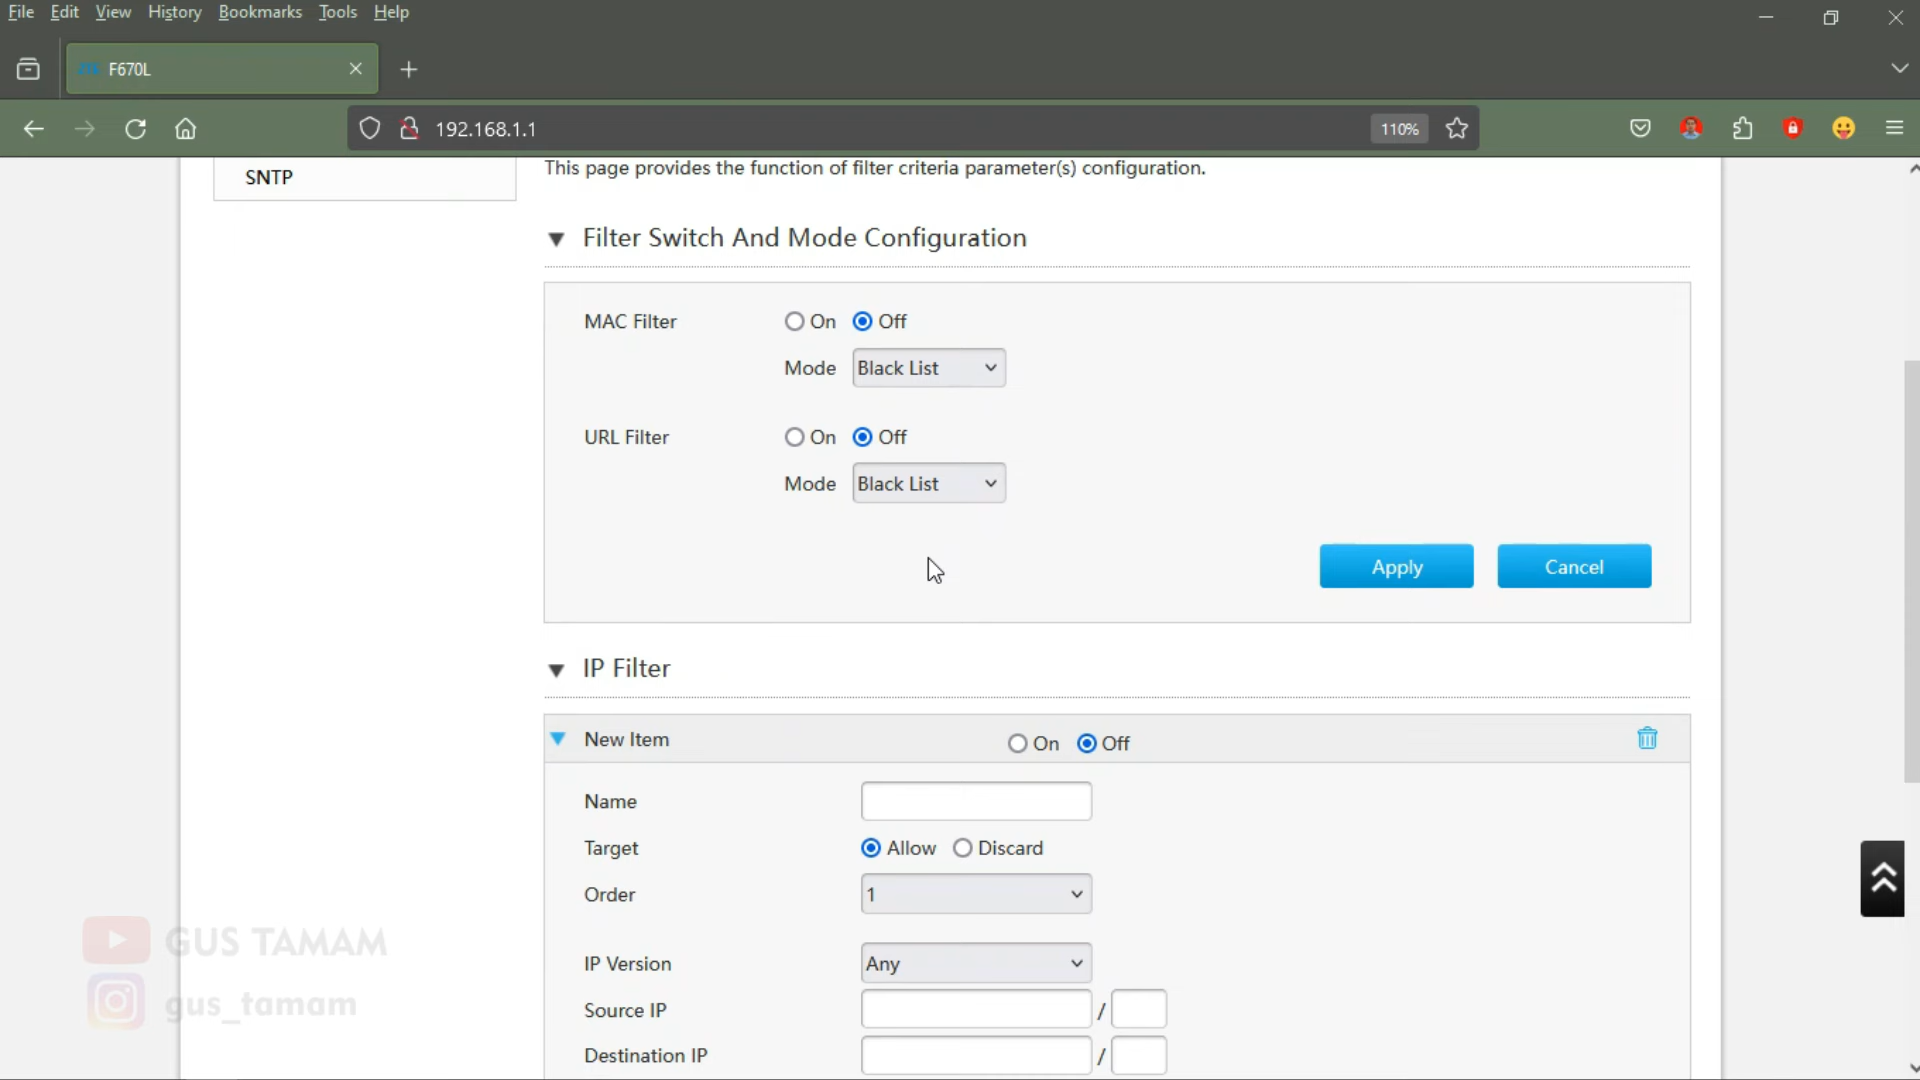 File Edit View History Bookmarks Tools Help
F670L
192.168.1.1
110%
SNTP
This page provides the function of filter criteria parameter(s) configuration.
Filter Switch And Mode Configuration
MAC Filter On Off
Mode Black List
URL Filter On Off
Mode Black List
Apply Cancel
IP Filter
New Item On Off
Name
Target Allow Discard
Order 1
IP Version Any
Source IP /
Destination IP /
GUS TAMAM
gus_tamam